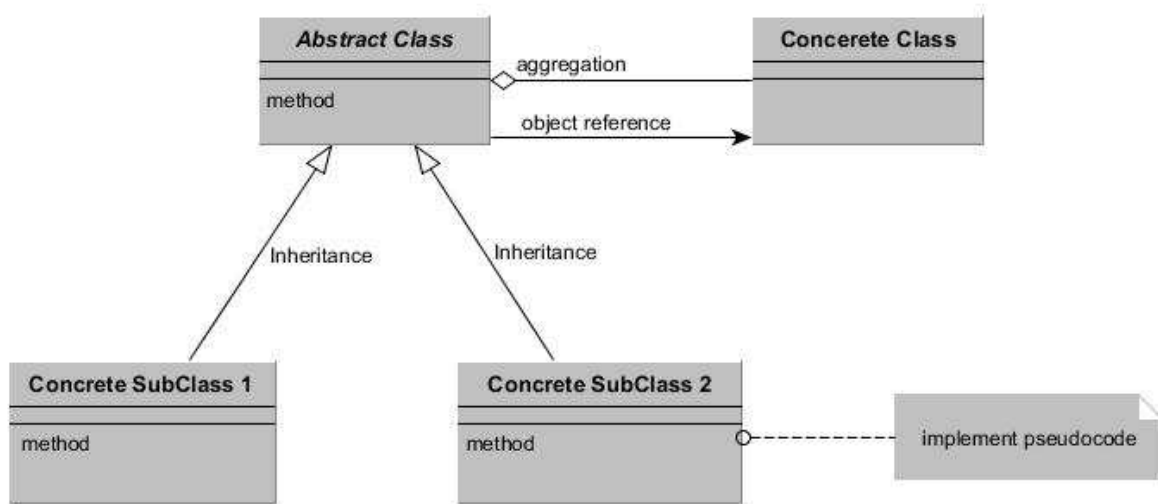 Abstract Class
Concerete Class
aggregation
method
object reference
Inheritance
Inheritance
Concrete SubClass 1
Concrete SubClass 2
method
method
implement pseudocode